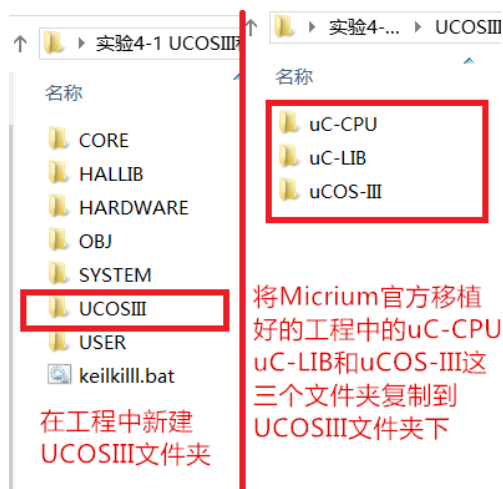 实验4-1 UCOSIII
名称
CORE
HALLIB
HARDWARE
OBJ
SYSTEM
UCOSIII
USER
keilkilll.bat
在工程中新建
UCOSIII文件夹
实验4-... UCOSIII
名称
uC-CPU
uC-LIB
uCOS-III
将Micrium官方移植
好的工程中的uC-CPU
uC-LIB和uCOS-III这
三个文件夹复制到
UCOSIII文件夹下